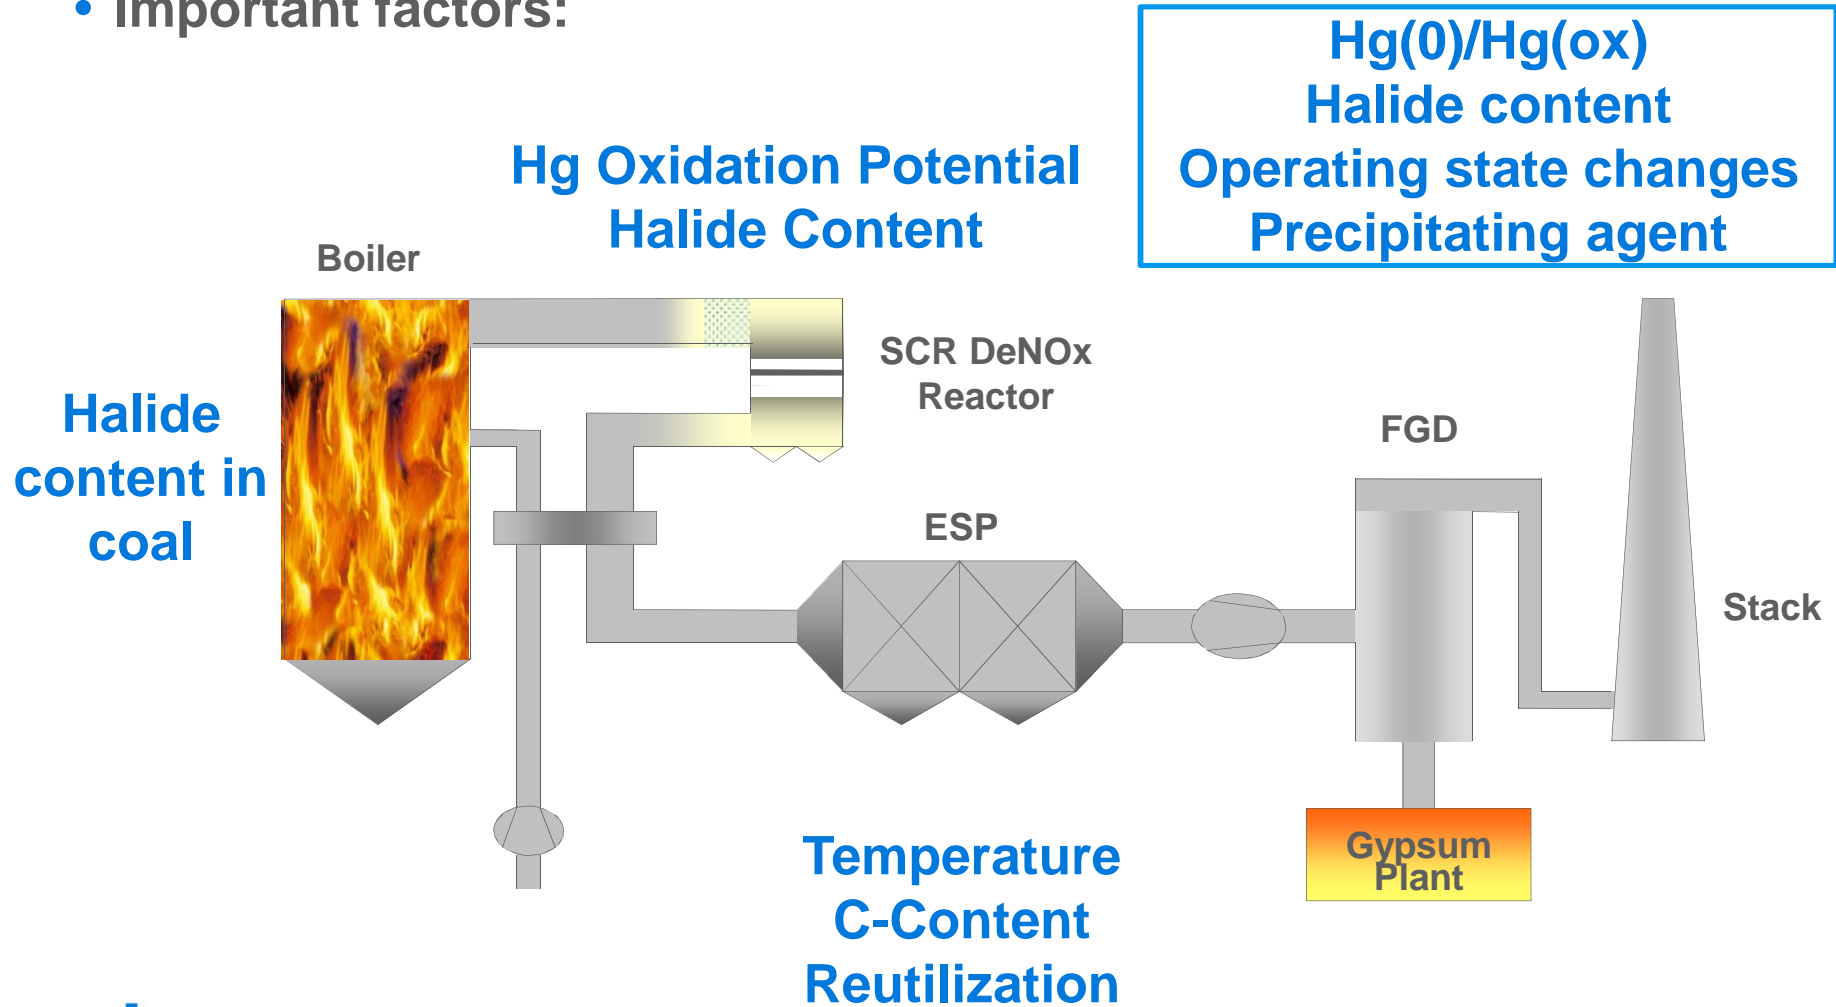 • Important factors:
Hg(0)/Hg(ox)
Halide content
Operating state changes
Precipitating agent
Hg Oxidation Potential
Halide Content
Boiler
SCR DeNOx
Reactor
Halide
content in
coal
FGD
ESP
Stack
Gypsum
Plant
Temperature
C-Content
Reutilization